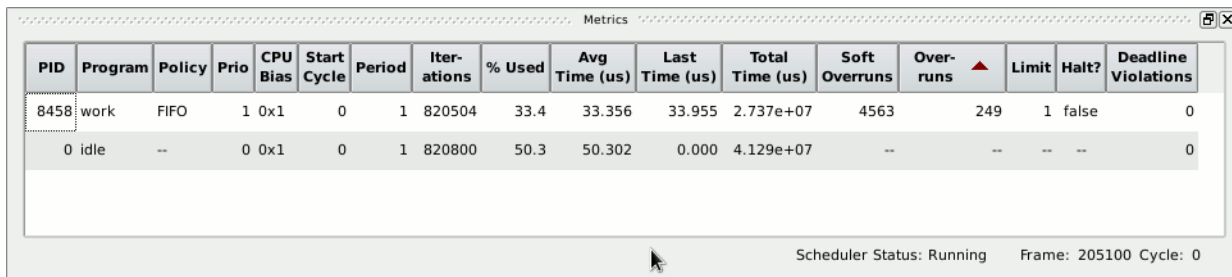 Metrics
PID Program Policy Prio CPU Bias Start Cycle Period Iter- ations % Used Avg Time (us) Last Time (us) Total Time (us) Soft Overruns Over- runs Limit Halt? Deadline Violations
8458 work FIFO 1 0x1 0 1 820504 33.4 33.356 33.955 2.737e+07 4563 249 1 false 0
0 idle -- 0 0x1 0 1 820800 50.3 50.302 0.000 4.129e+07 -- -- -- -- 0
Scheduler Status: Running Frame: 205100 Cycle: 0